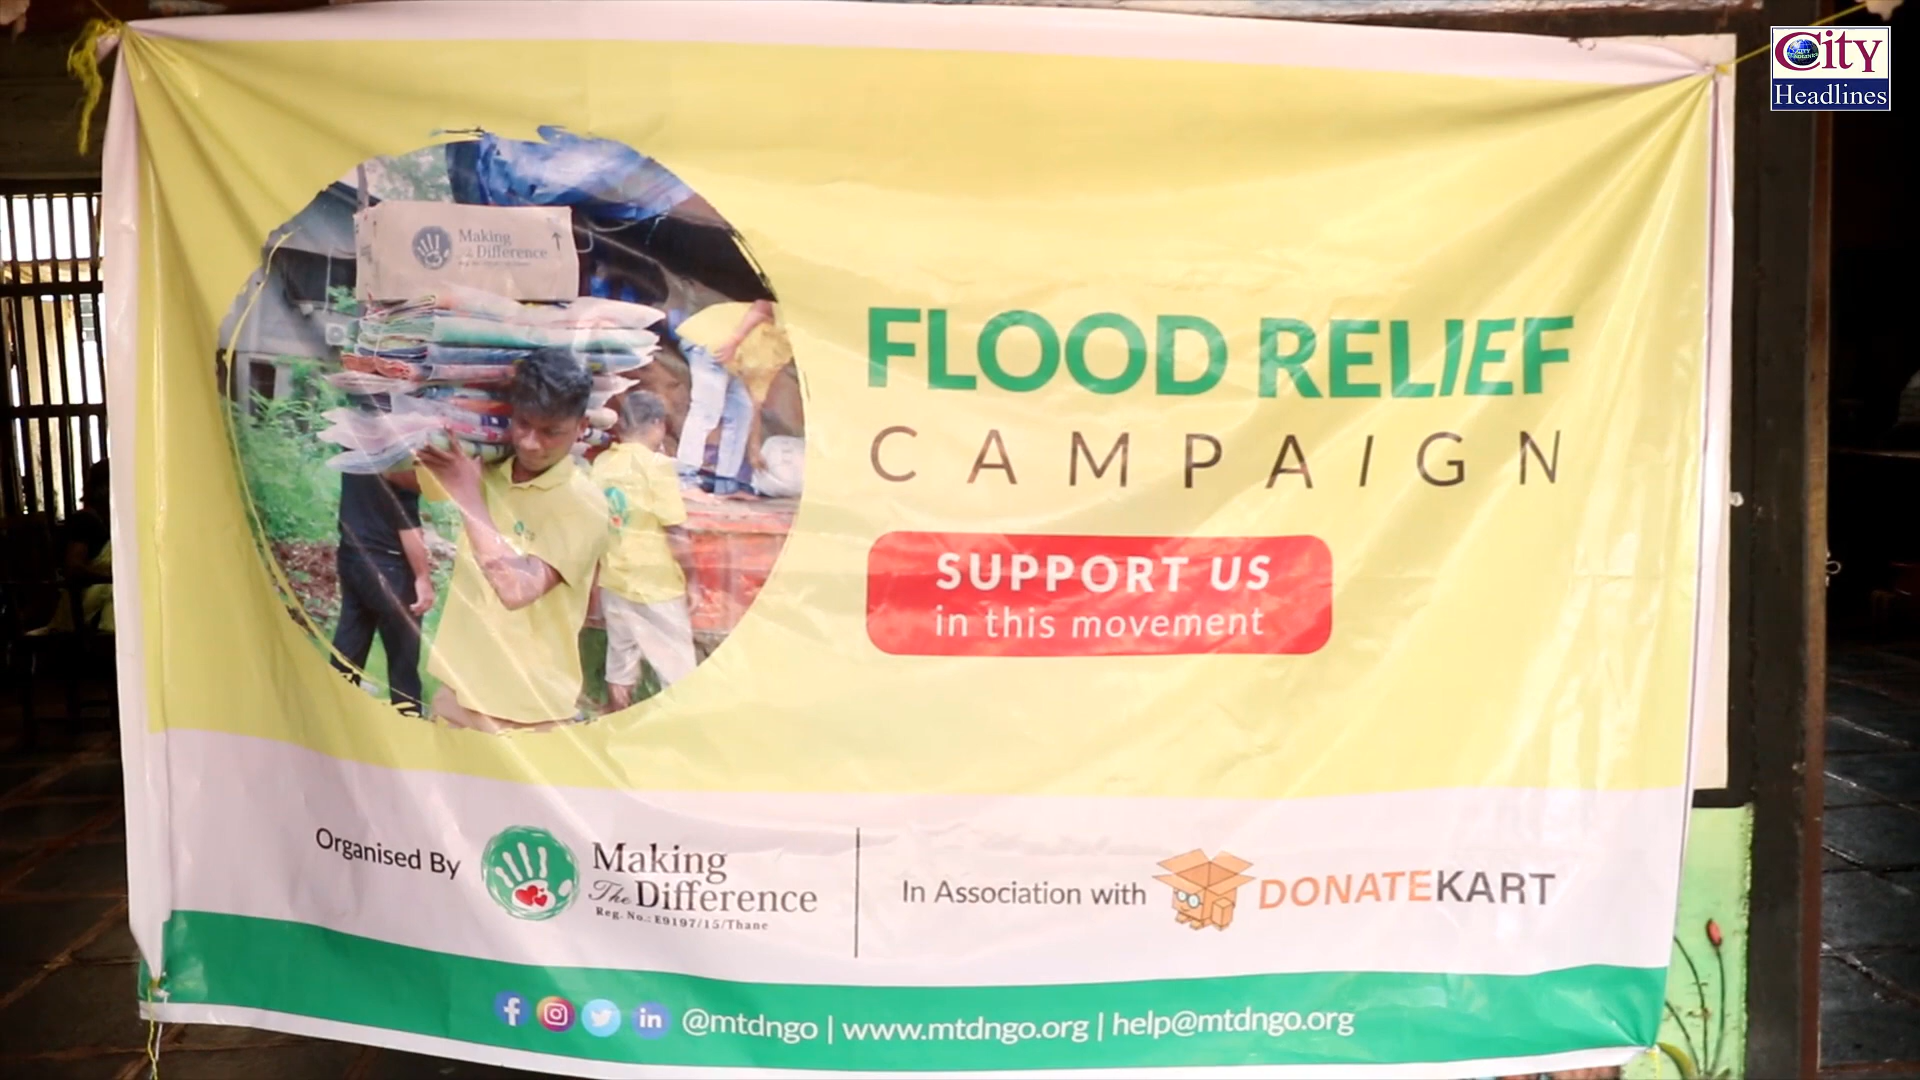 City
Headlines
Making
The Difference
FLOOD RELIEF
CAMPAIGN
SUPPORT US
in this movement
Organised By
Making
The Difference
Reg. No.: E9197/15/Thane
In Association with
DONATEKART
@mtdngo | www.mtdngo.org | help@mtdngo.org